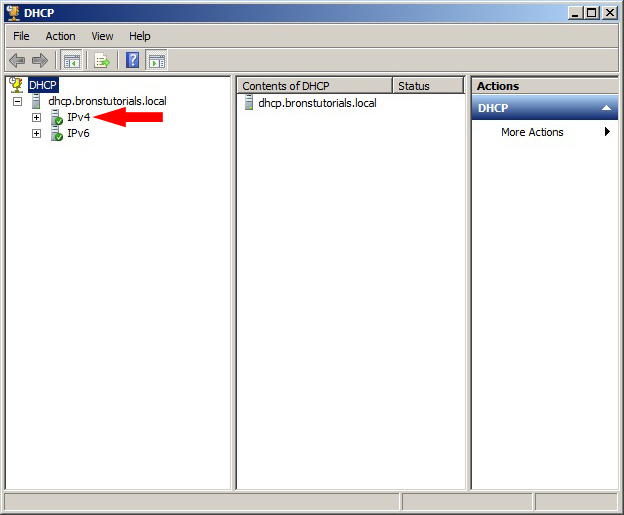 DHCP
File Action View Help
DHCP
dhcp.bronstutorials.local
IPv4
IPv6
Contents of DHCP Status
dhcp.bronstutorials.local
Actions
DHCP
More Actions